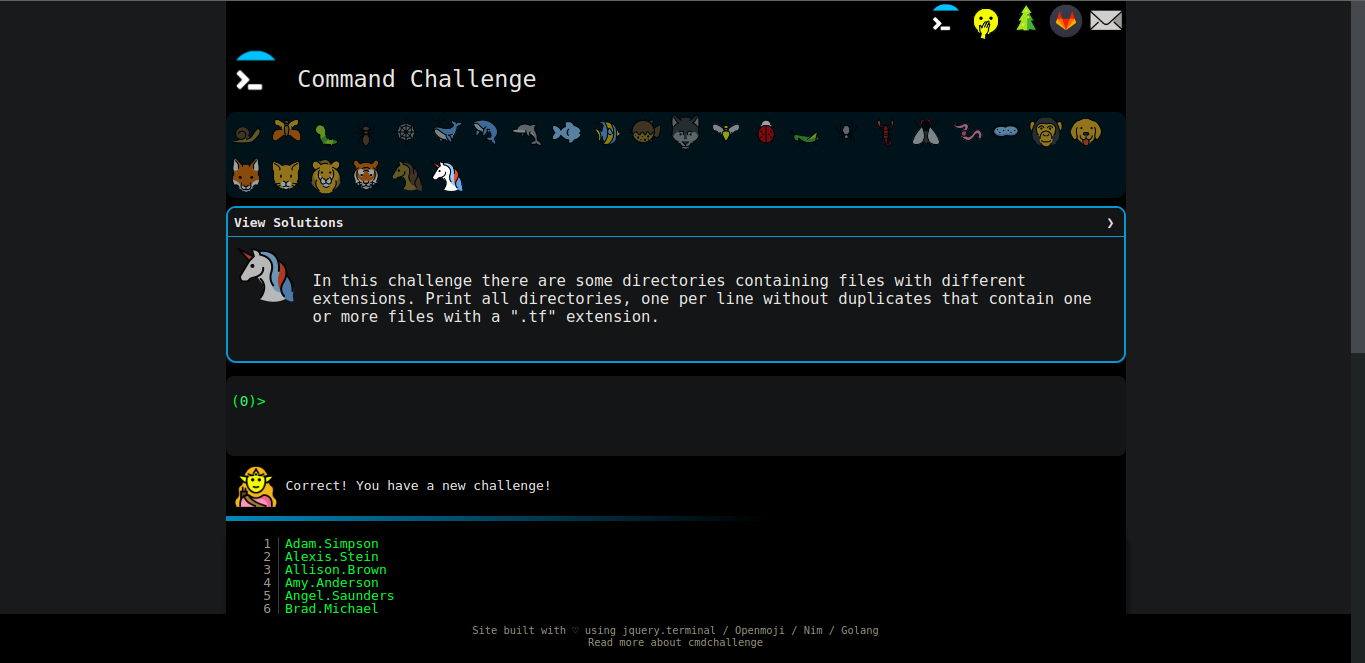 Command Challenge
View Solutions ❯
In this challenge there are some directories containing files with different
extensions. Print all directories, one per line without duplicates that contain one
or more files with a ".tf" extension.
(0)>
Correct! You have a new challenge!
1 Adam.Simpson
2 Alexis.Stein
3 Allison.Brown
4 Amy.Anderson
5 Angel.Saunders
6 Brad.Michael
Site built with ♡ using jquery.terminal / Openmoji / Nim / Golang
Read more about cmdchallenge